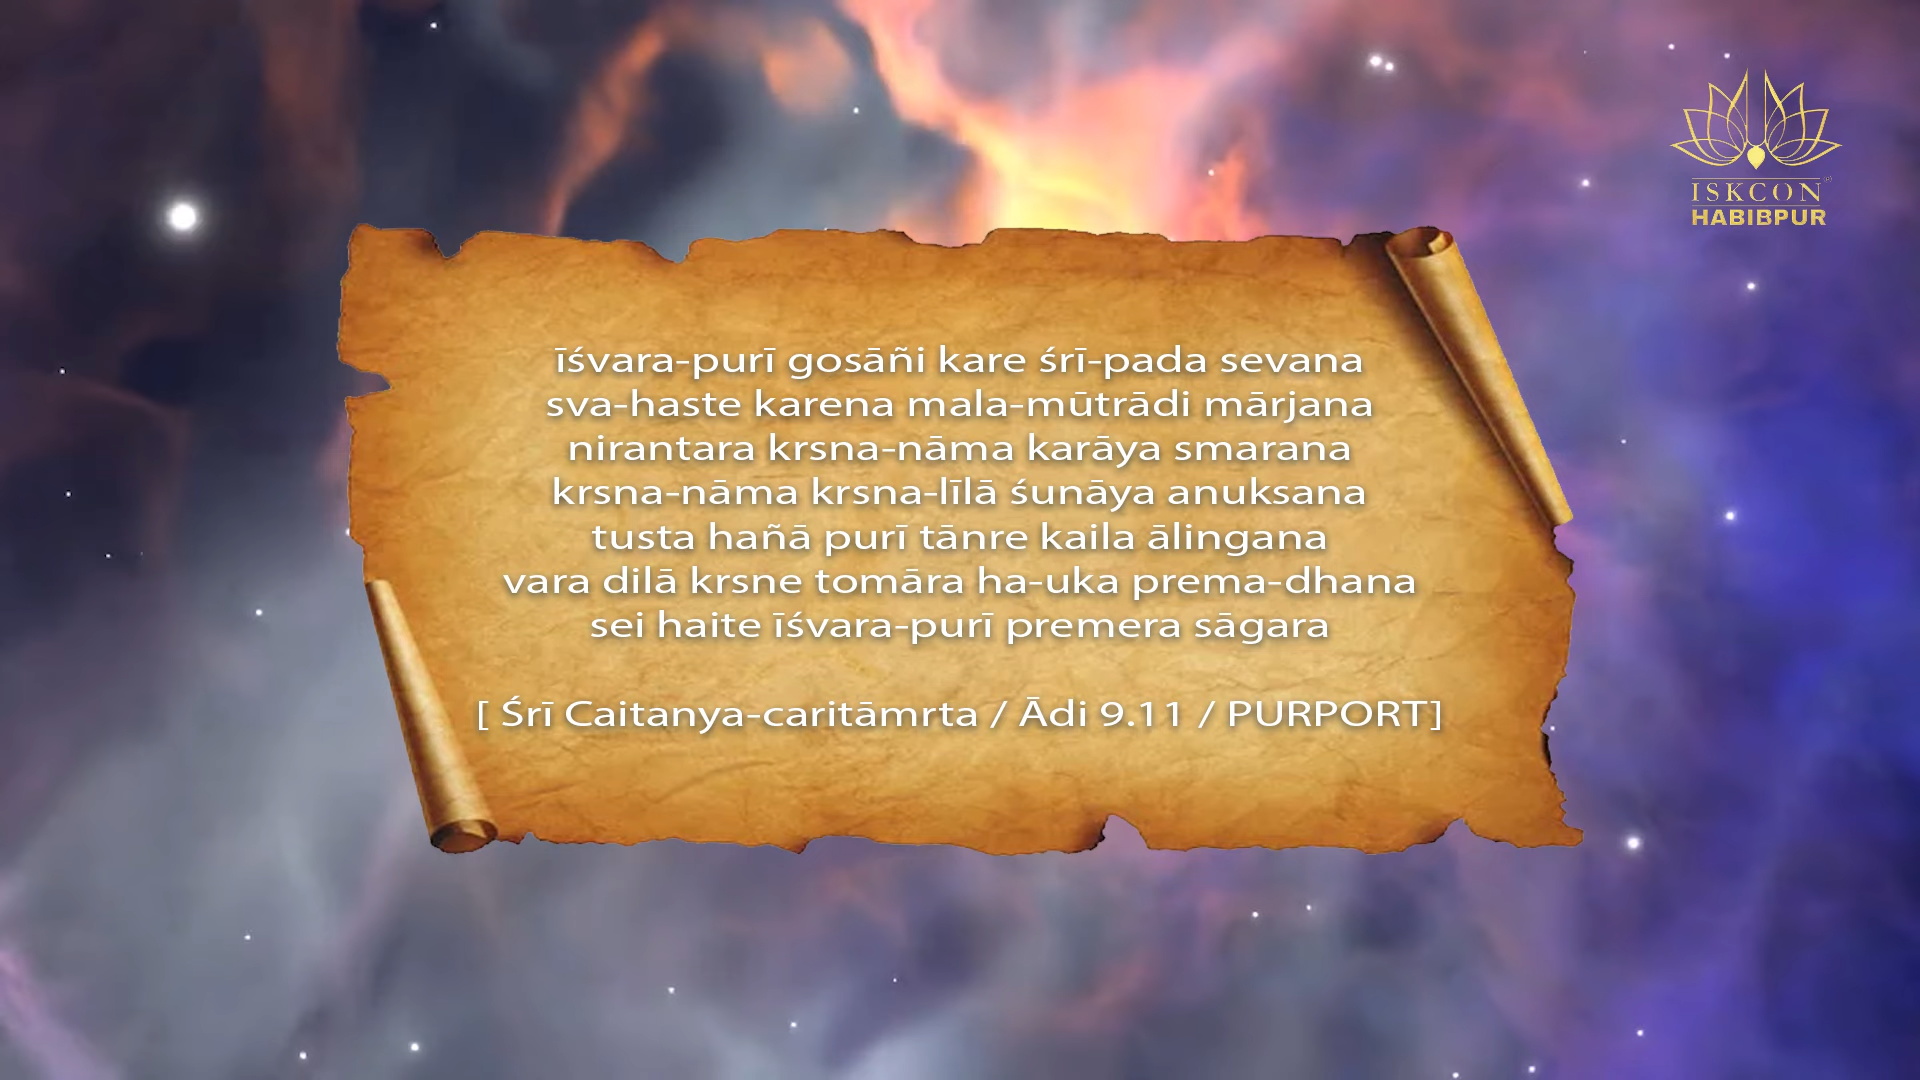 ISKCON
HABIBPUR
īśvara-purī gosāñi kare śrī-pada sevana
sva-haste karena mala-mūtrādi mārjana
nirantara krsna-nāma karāya smarana
krsna-nāma krsna-līlā śunāya anuksana
tusta hañā purī tānre kaila ālingana
vara dilā krsne tomāra ha-uka prema-dhana
sei haite īśvara-purī premera sāgara
[ Śrī Caitanya-caritāmrta / Ādi 9.11 / PURPORT]